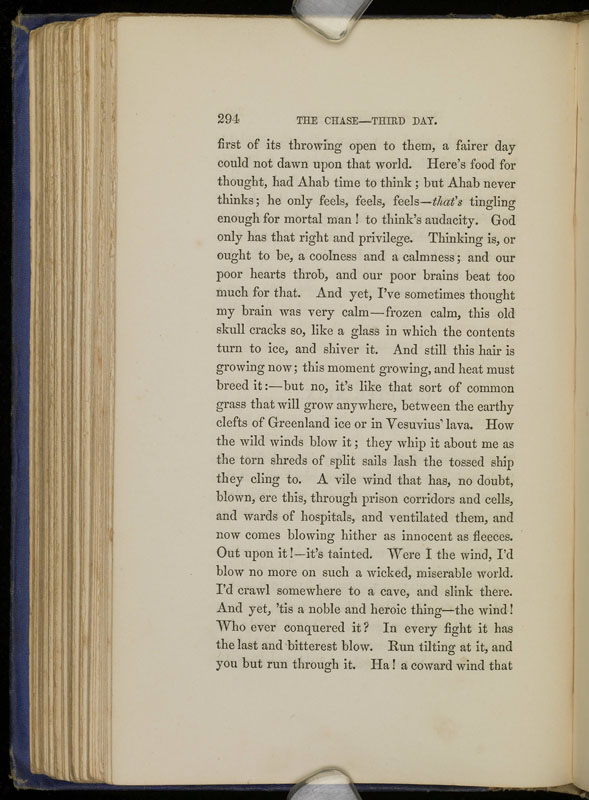 294 THE CHASE—THIRD DAY.
first of its throwing open to them, a fairer day
could not dawn upon that world. Here's food for
thought, had Ahab time to think; but Ahab never
thinks; he only feels, feels, feels—that's tingling
enough for mortal man! to think's audacity. God
only has that right and privilege. Thinking is, or
ought to be, a coolness and a calmness; and our
poor hearts throb, and our poor brains beat too
much for that. And yet, I've sometimes thought
my brain was very calm—frozen calm, this old
skull cracks so, like a glass in which the contents
turn to ice, and shiver it. And still this hair is
growing now; this moment growing, and heat must
breed it:—but no, it's like that sort of common
grass that will grow anywhere, between the earthy
clefts of Greenland ice or in Vesuvius' lava. How
the wild winds blow it; they whip it about me as
the torn shreds of split sails lash the tossed ship
they cling to. A vile wind that has, no doubt,
blown, ere this, through prison corridors and cells,
and wards of hospitals, and ventilated them, and
now comes blowing hither as innocent as fleeces.
Out upon it!—it's tainted. Were I the wind, I'd
blow no more on such a wicked, miserable world.
I'd crawl somewhere to a cave, and slink there.
And yet, 'tis a noble and heroic thing—the wind!
Who ever conquered it? In every fight it has
the last and bitterest blow. Run tilting at it, and
you but run through it. Ha! a coward wind that